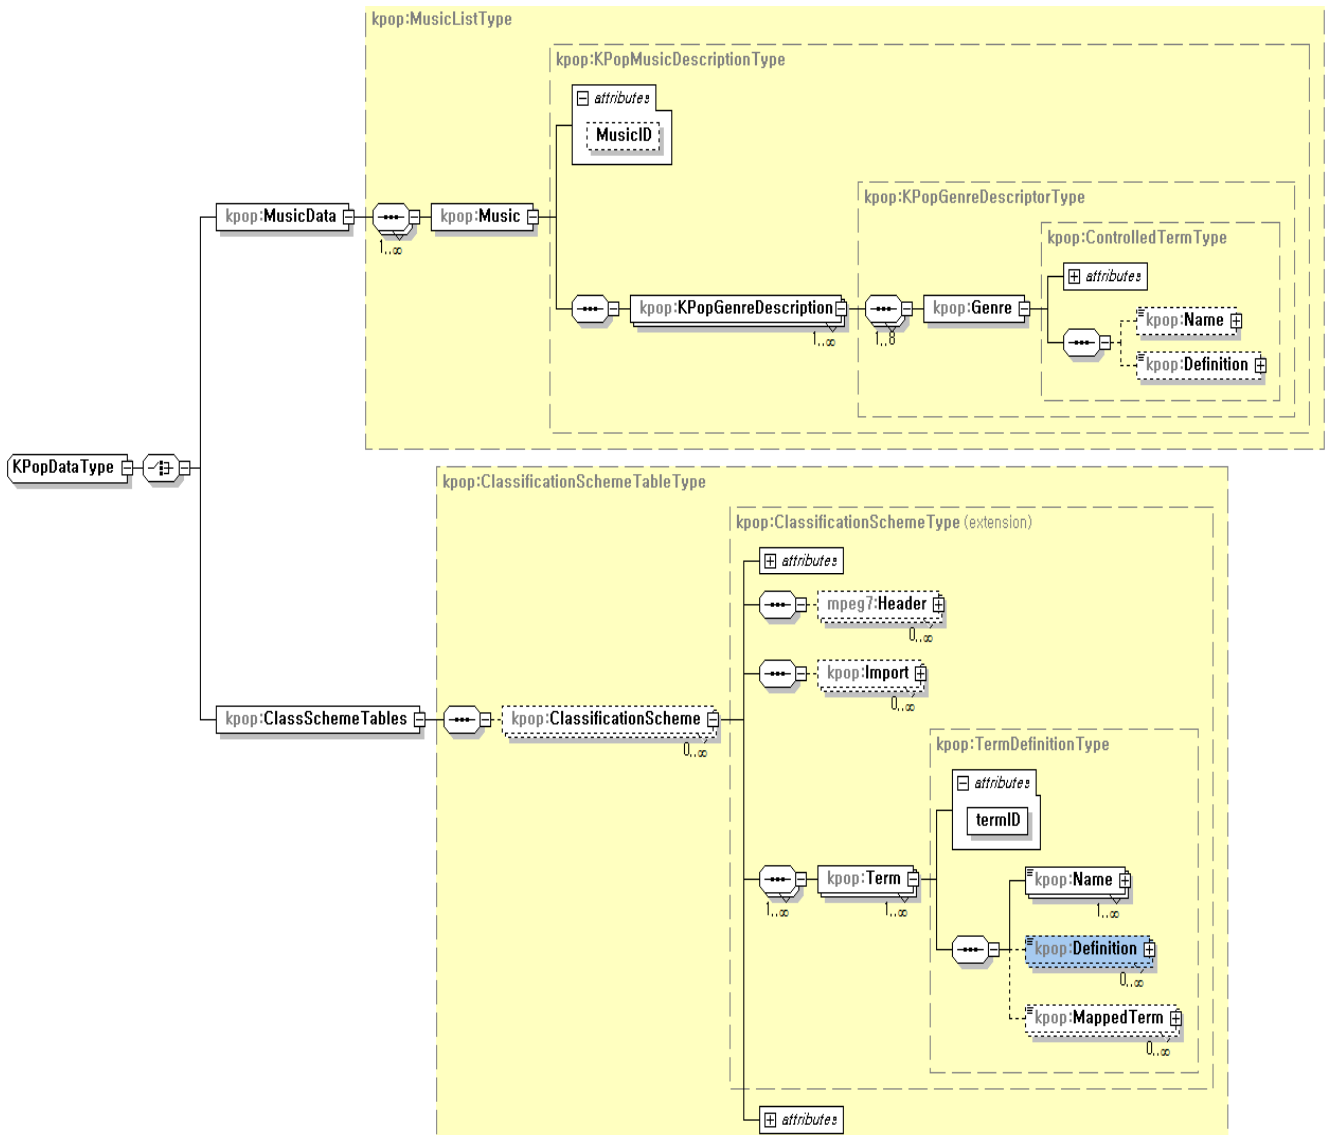 kpop:MusicListType
kpop:KPopMusicDescriptionType
attributes
MusicID
kpop:KPopGenreDescriptorType
kpop:MusicData
1..∞
kpop:Music
kpop:ControlledTermType
attributes
kpop:KPopGenreDescription
1..∞
1..8
kpop:Genre
kpop:Name
kpop:Definition
KPopDataType
kpop:ClassificationSchemeTableType
kpop:ClassificationSchemeType (extension)
attributes
mpeg7:Header
0..∞
kpop:Import
0..∞
kpop:ClassSchemeTables
kpop:ClassificationScheme
0..∞
kpop:TermDefinitionType
attributes
termID
1..∞
kpop:Term
1..∞
kpop:Name
1..∞
kpop:Definition
0..∞
kpop:MappedTerm
0..∞
attributes